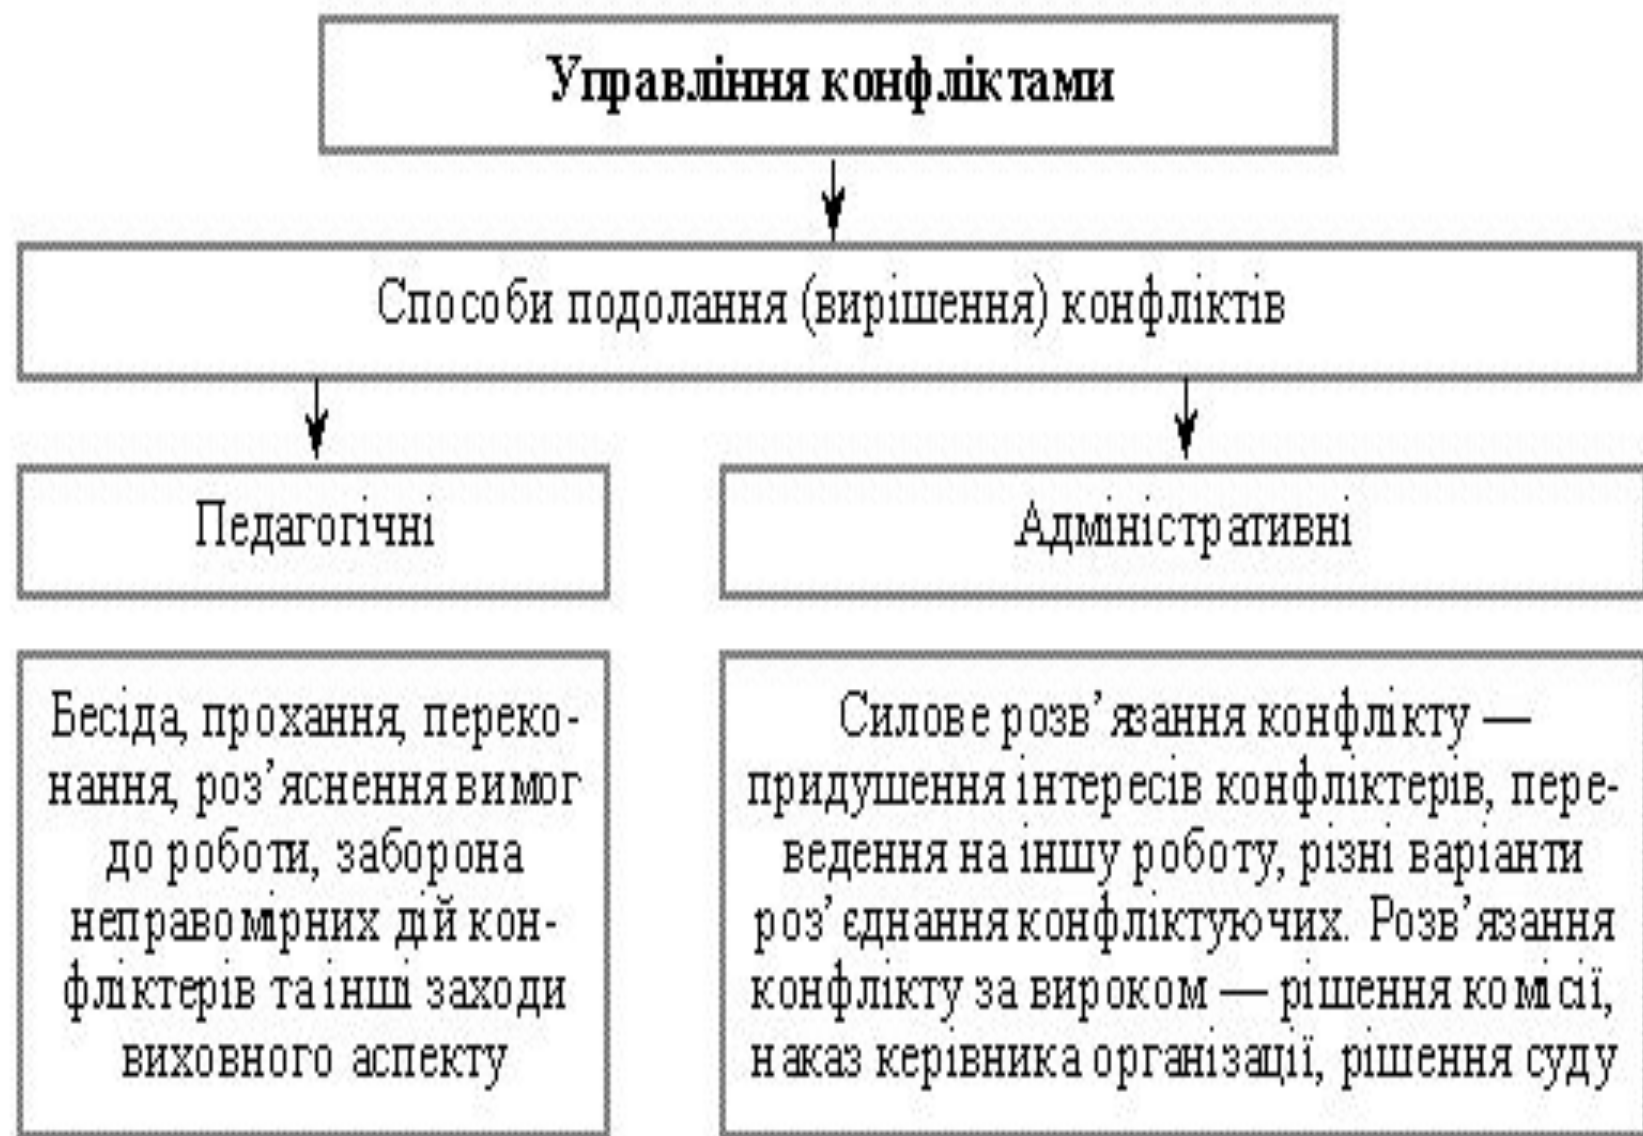 Управління конфліктами
Способи подолання (вирішення) конфліктів
Педагогічні
Адміністративні
Бесіда, прохання, переко-
нання, роз’яснення вимог
до роботи, заборона
неправомірних дій кон-
фліктерів та інші заходи
виховного аспекту
Силове розв’язання конфлікту —
придушення інтересів конфліктерів, пере-
ведення на іншу роботу, різні варіанти
роз’єднання конфліктуючих. Розв’язання
конфлікту за вироком — рішення комісії,
наказ керівника організації, рішення суду